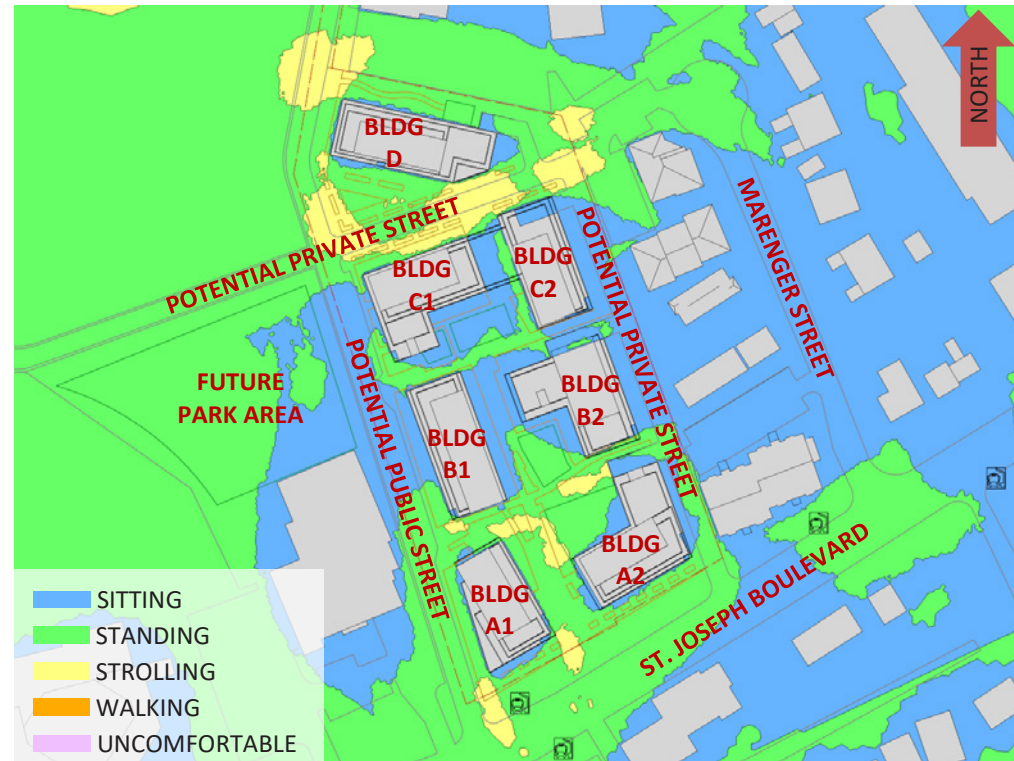 NORTH
BLDG
D
MARENGER STREET
POTENTIAL PRIVATE STREET
BLDG
C1
BLDG
C2
POTENTIAL PRIVATE STREET
POTENTIAL PUBLIC STREET
FUTURE
PARK AREA
BLDG
B1
BLDG
B2
BLDG
A1
BLDG
A2
ST. JOSEPH BOULEVARD
SITTING
STANDING
STROLLING
WALKING
UNCOMFORTABLE